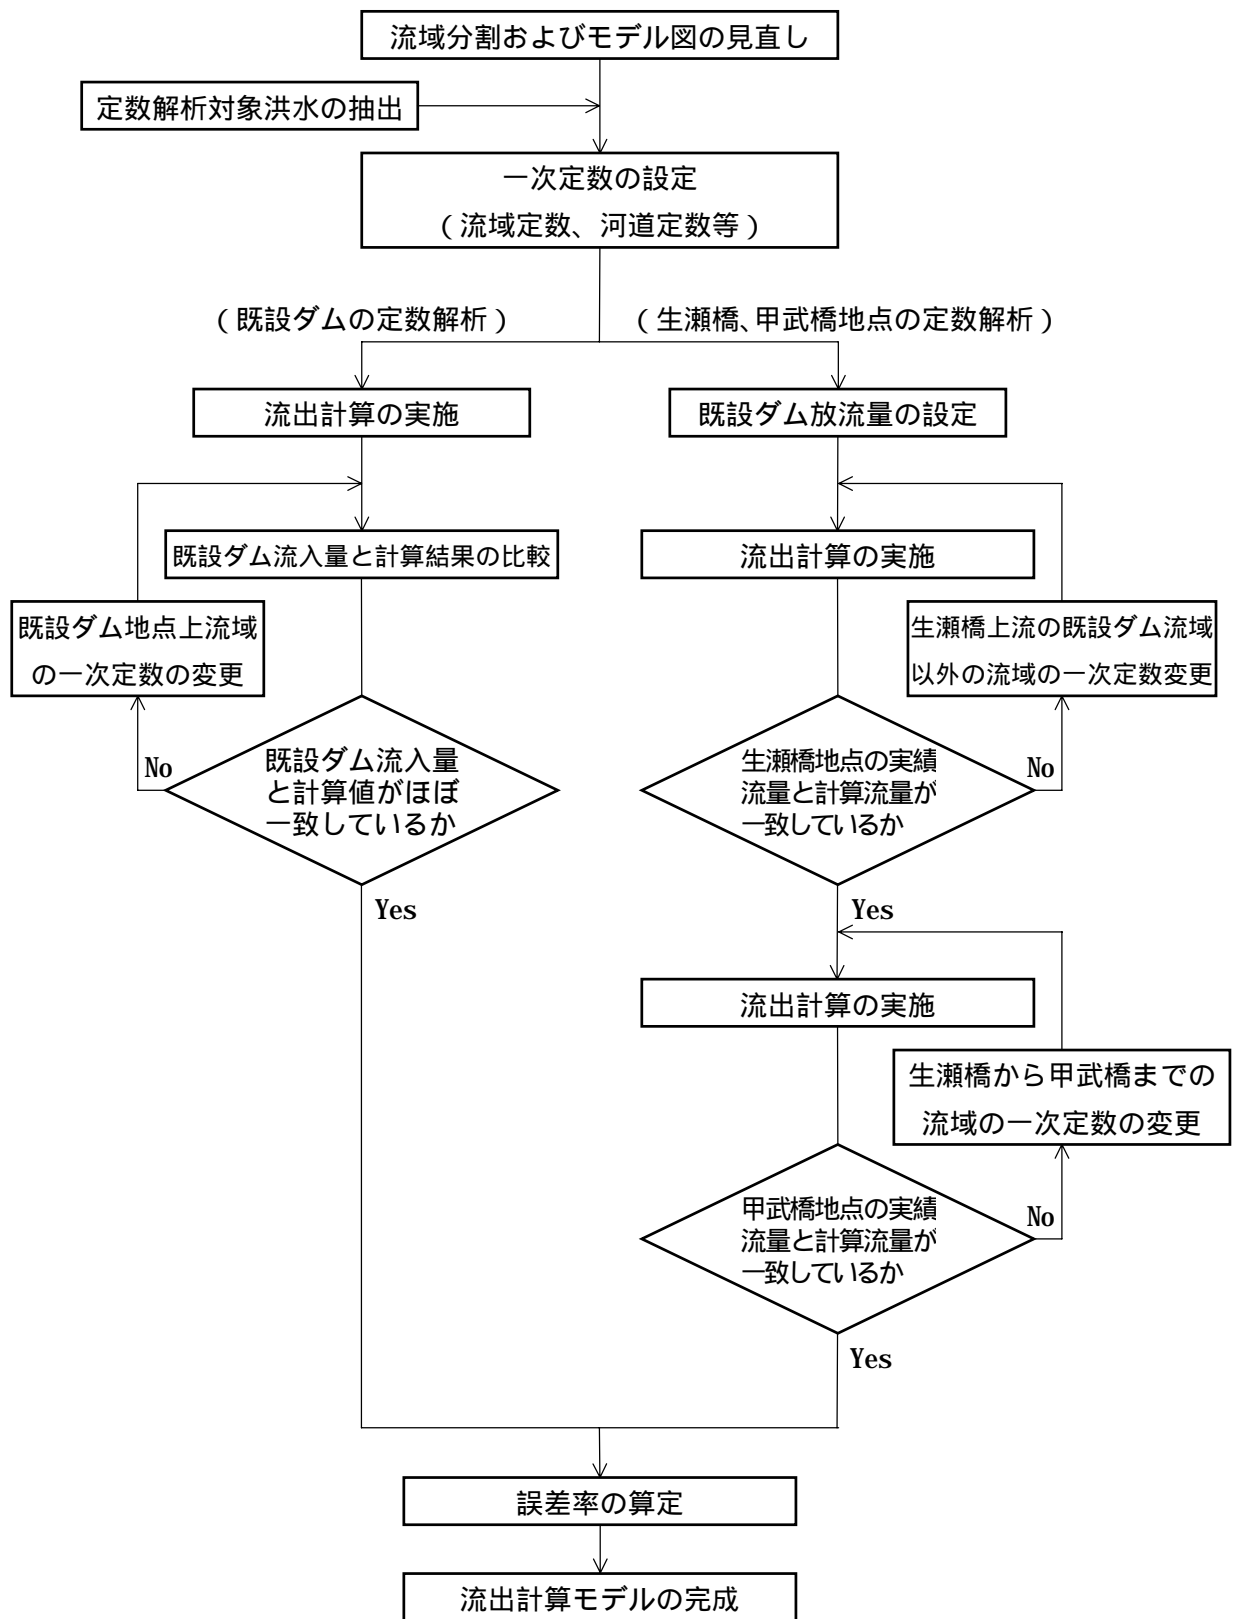 流域分割およびモデル図の見直し
定数解析対象洪水の抽出
一次定数の設定
(流域定数、河道定数等)
(既設ダムの定数解析)
(生瀬橋、甲武橋地点の定数解析)
流出計算の実施
既設ダム放流量の設定
既設ダム流入量と計算結果の比較
流出計算の実施
既設ダム地点上流域
の一次定数の変更
生瀬橋上流の既設ダム流域
以外の流域の一次定数変更
No
既設ダム流入量
と計算値がほぼ
一致しているか
生瀬橋地点の実績
流量と計算流量が
一致しているか
No
Yes
Yes
流出計算の実施
生瀬橋から甲武橋までの
流域の一次定数の変更
甲武橋地点の実績
流量と計算流量が
一致しているか
No
Yes
誤差率の算定
流出計算モデルの完成